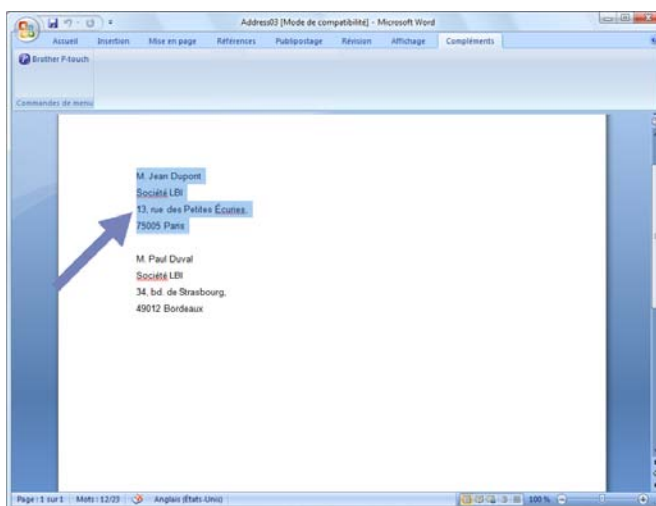 Address03 [Mode de compatibilité] - Microsoft Word
Accueil Insertion Mise en page Références Publipostage Révision Affichage Compléments
Brother P-touch
Commandes de menu
M. Jean Dupont
Société LBI
13, rue des Petites Écuries,
75005 Paris
M. Paul Duval
Société LBI
34, bd. de Strasbourg,
49012 Bordeaux
Page : 1 sur 1 Mots : 12/23 Anglais (États-Unis) 100 %